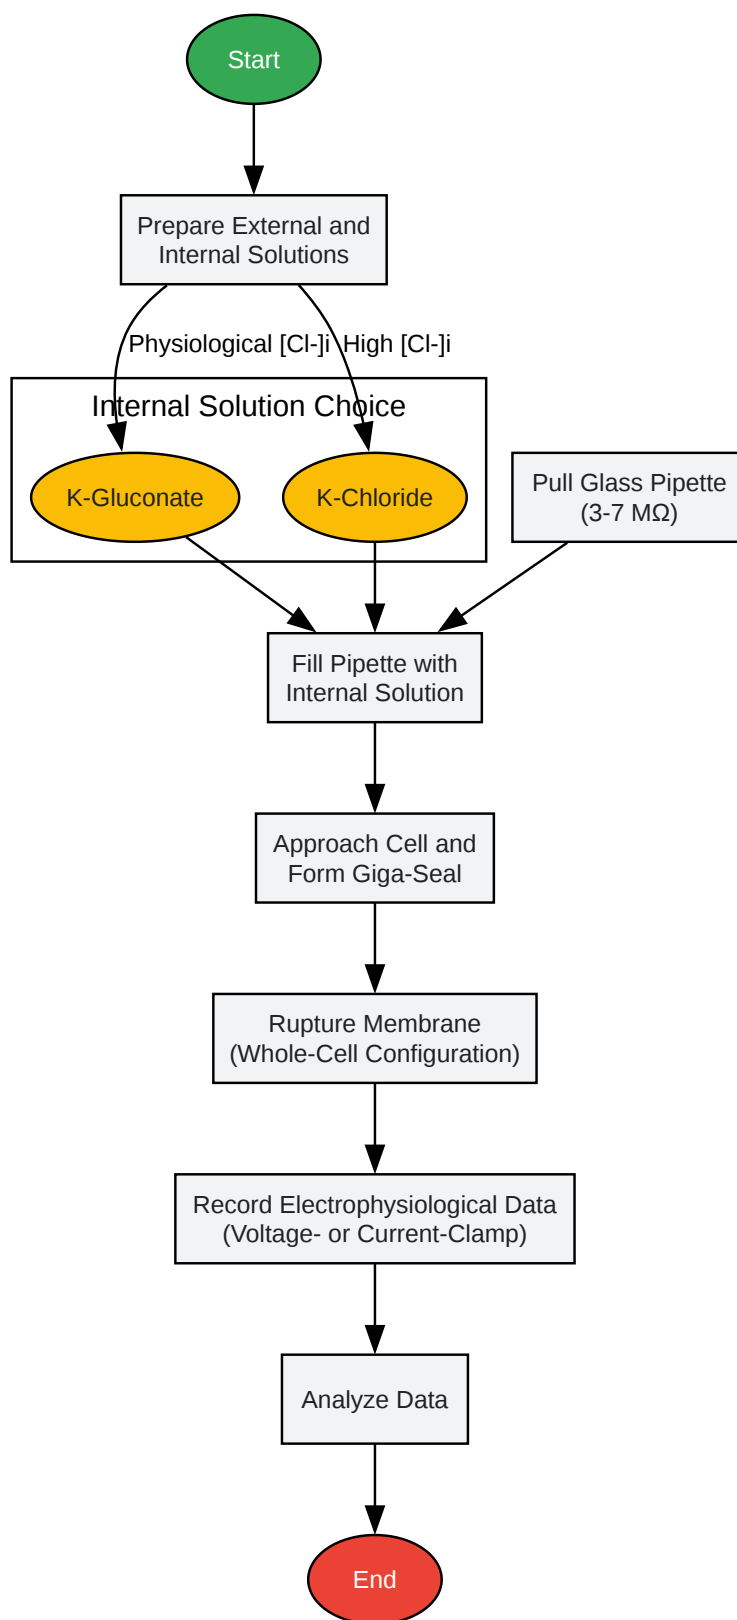 Start
Prepare External and
Internal Solutions
Physiological [Cl-]i
High [Cl-]i
Internal Solution Choice
K-Gluconate
K-Chloride
Pull Glass Pipette
(3-7 MΩ)
Fill Pipette with
Internal Solution
Approach Cell and
Form Giga-Seal
Rupture Membrane
(Whole-Cell Configuration)
Record Electrophysiological Data
(Voltage- or Current-Clamp)
Analyze Data
End